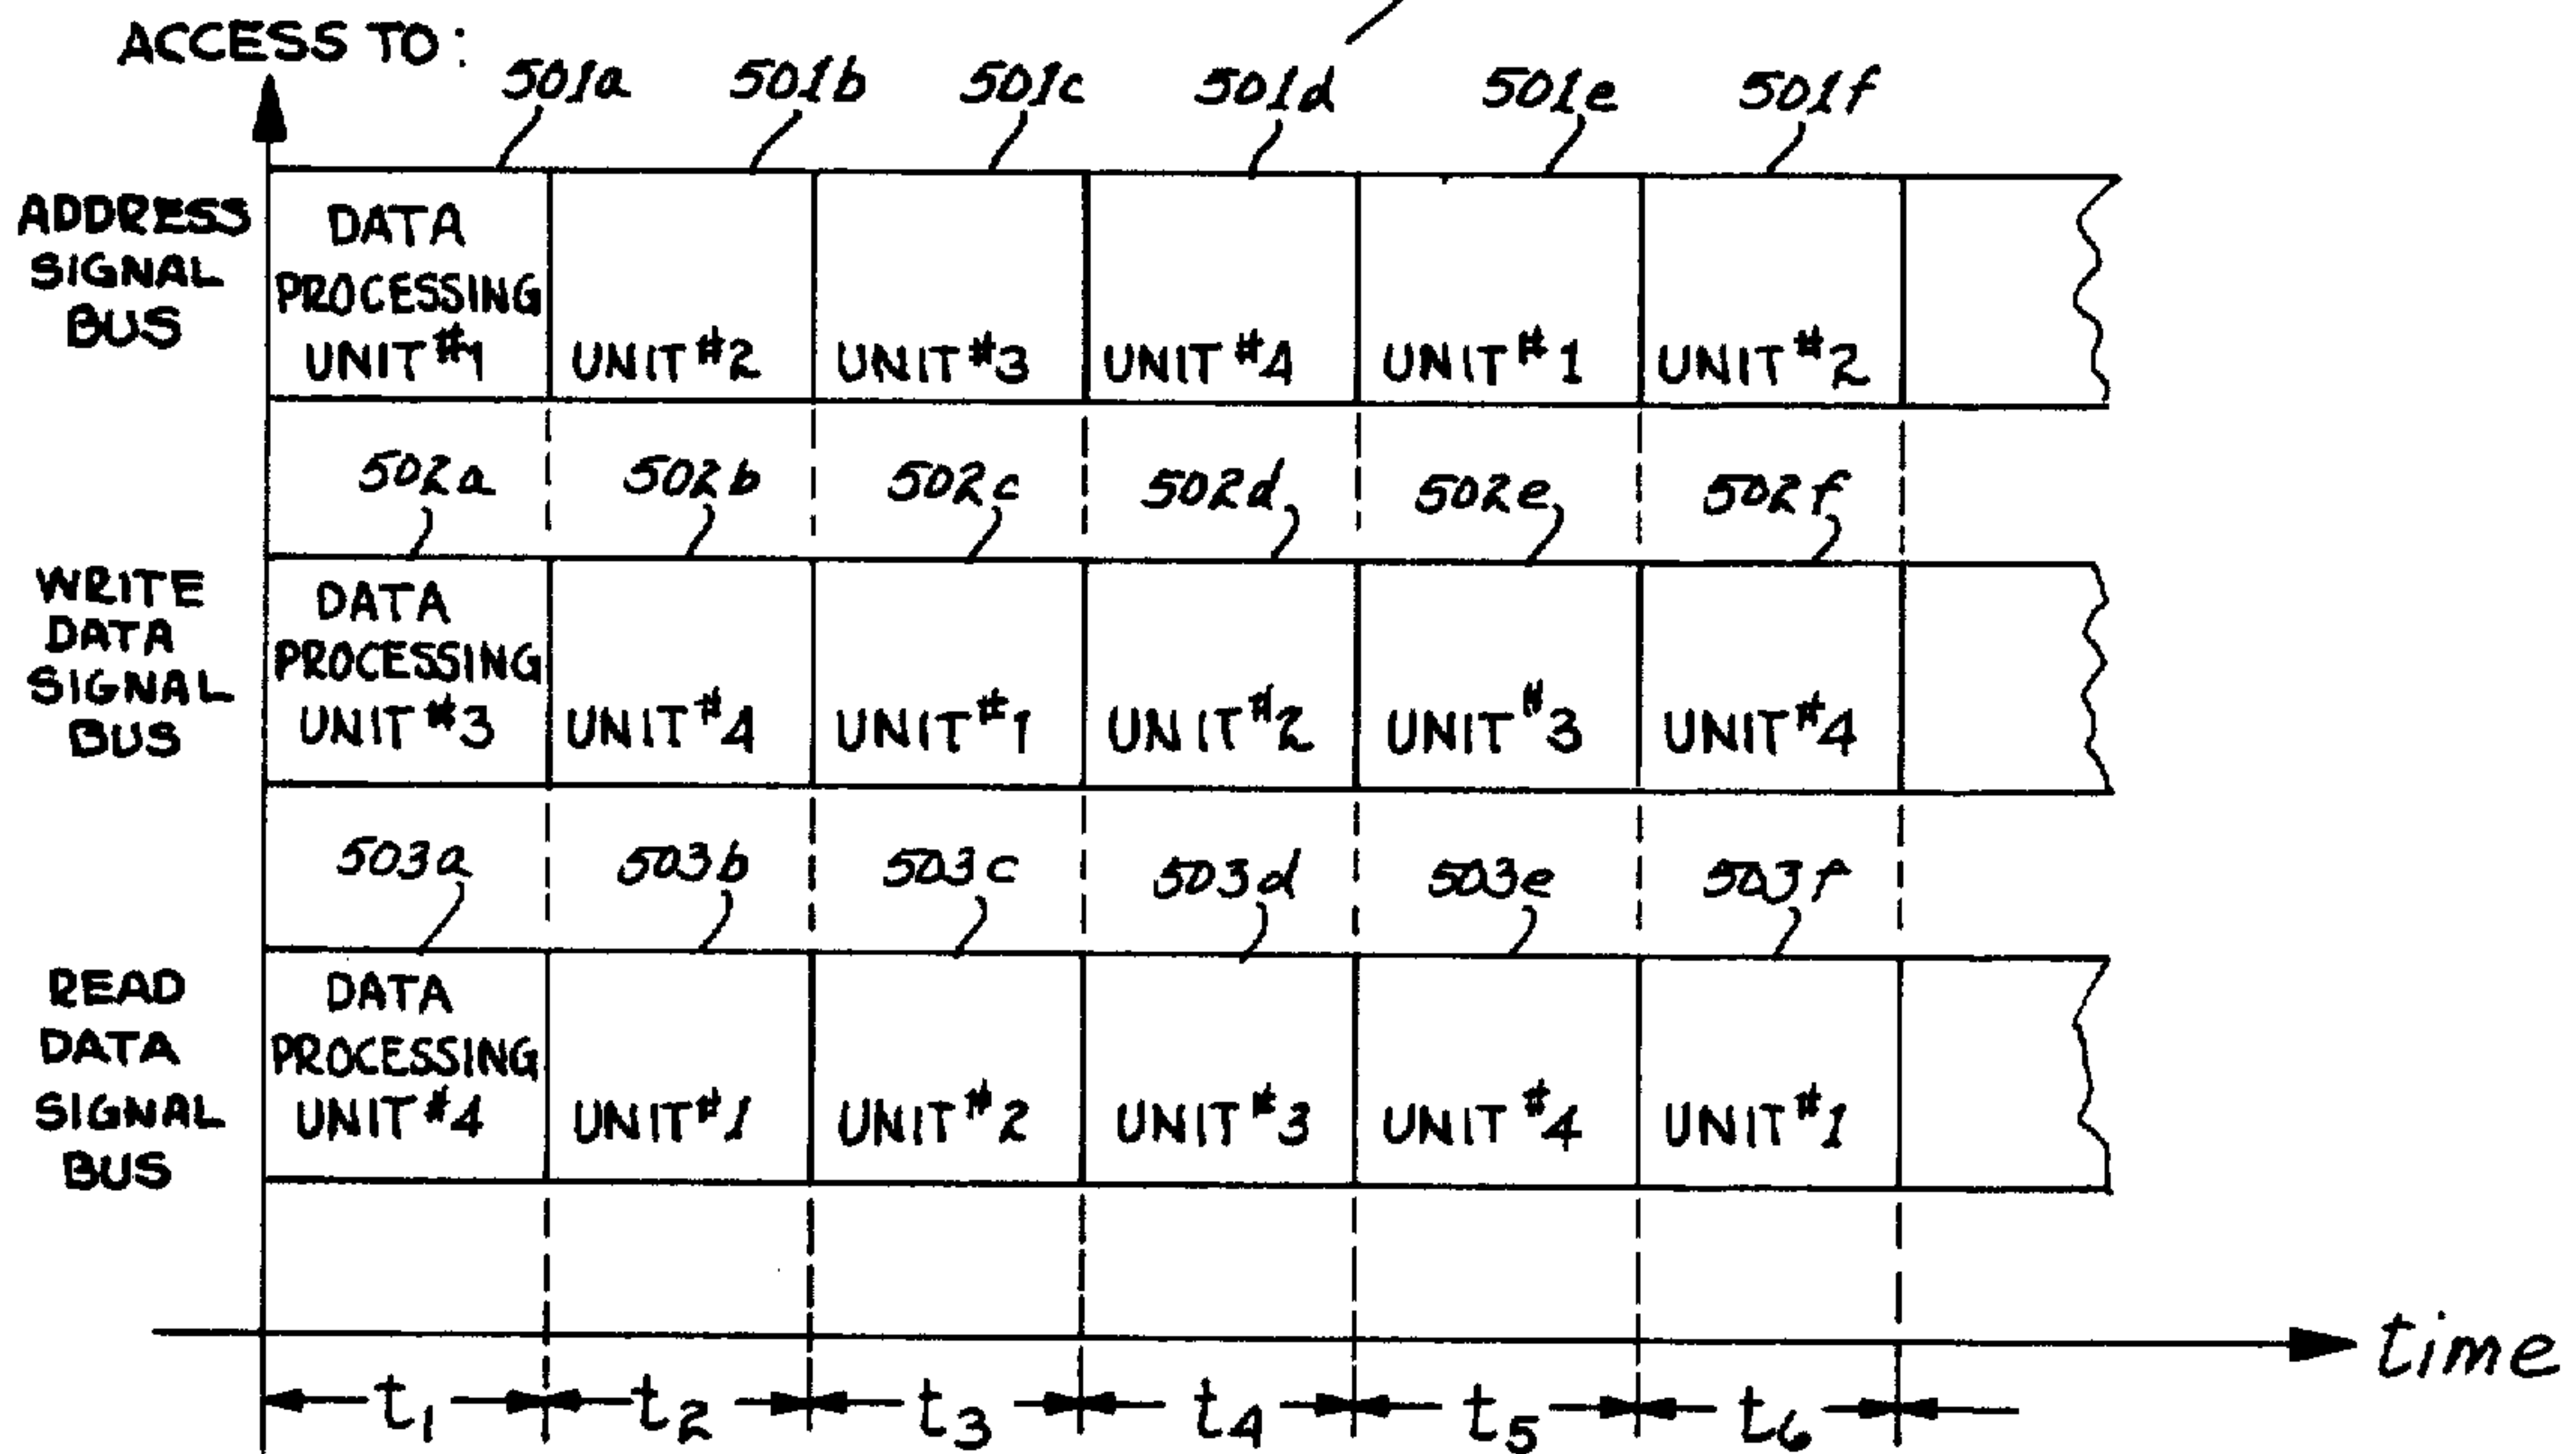 ACCESS TO:
501a 501b 501c 501d 501e 501f
ADDRESS
SIGNAL
BUS
DATA
PROCESSING
UNIT #1 UNIT #2 UNIT #3 UNIT #4 UNIT #1 UNIT #2
502a 502b 502c 502d 502e 502f
WRITE
DATA
SIGNAL
BUS
DATA
PROCESSING
UNIT #3 UNIT #4 UNIT #1 UNIT #2 UNIT #3 UNIT #4
503a 503b 503c 503d 503e 503f
READ
DATA
SIGNAL
BUS
DATA
PROCESSING
UNIT #4 UNIT #1 UNIT #2 UNIT #3 UNIT #4 UNIT #1
time
t1 t2 t3 t4 t5 t6